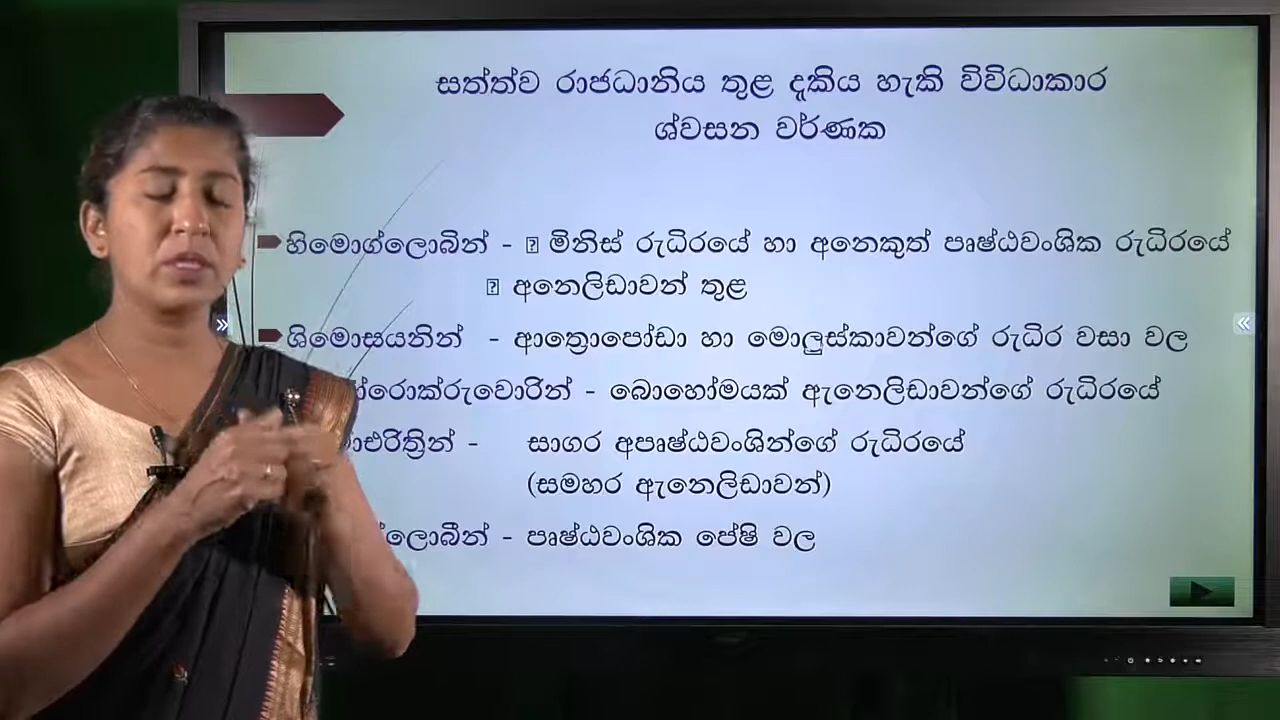 සත්ත්ව රාජධානිය තුළ දැකිය හැකි විවිධාකාර
ශ්වසන වර්ණක
හිමොග්ලොබින් - මිනිස් රුධිරයේ හා අනෙකුත් පෘෂ්ඨවංශික රුධිරයේ
අනෙලිඩාවන් තුළ
හිමොසයනින් - ආත්‍රොපෝඩා හා මොලුස්කාවන්ගේ රුධිර වසා වල
- බොහෝමයක් ඇනෙලිඩාවන්ගේ රුධිරයේ
- සාගර අපෘෂ්ඨවංශින්ගේ රුධිරයේ
(සමහර ඇනෙලිඩාවන්)
- පෘෂ්ඨවංශික පේෂි වල